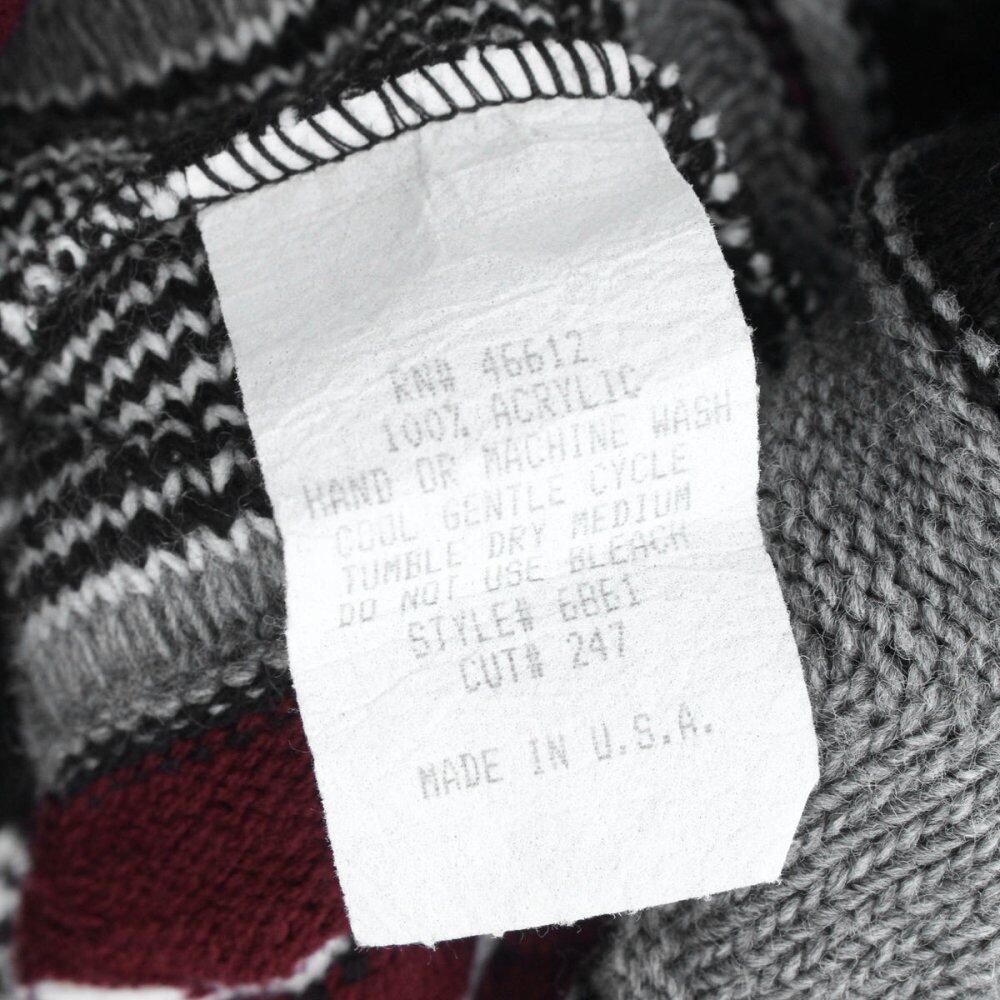 RN# 46612
100% ACRYLIC
HAND OR MACHINE WASH
COOL GENTLE CYCLE
TUMBLE DRY MEDIUM
DO NOT USE BLEACH
STYLE# 6BE1
CUT# 247
MADE IN U.S.A.